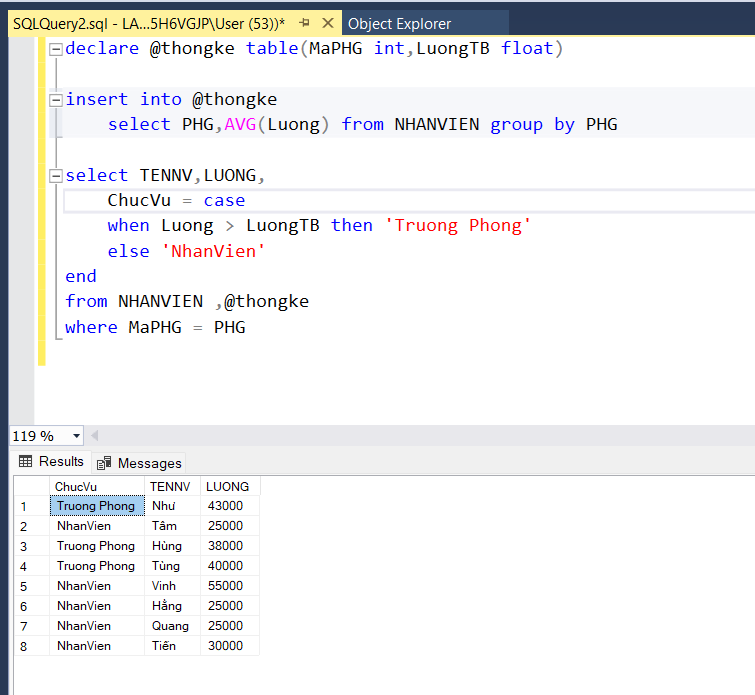 SQLQuery2.sql - LA...5H6VGJP\User (53))* Object Explorer
declare @thongke table(MaPHG int,LuongTB float)
insert into @thongke
select PHG,AVG(Luong) from NHANVIEN group by PHG
select TENNV,LUONG,
ChucVu = case
when Luong > LuongTB then 'Truong Phong'
else 'NhanVien'
end
from NHANVIEN ,@thongke
where MaPHG = PHG
119 %
Results Messages
ChucVu TENNV LUONG
1 Truong Phong Như 43000
2 NhanVien Tâm 25000
3 Truong Phong Hùng 38000
4 Truong Phong Tùng 40000
5 NhanVien Vinh 55000
6 NhanVien Hằng 25000
7 NhanVien Quang 25000
8 NhanVien Tiến 30000